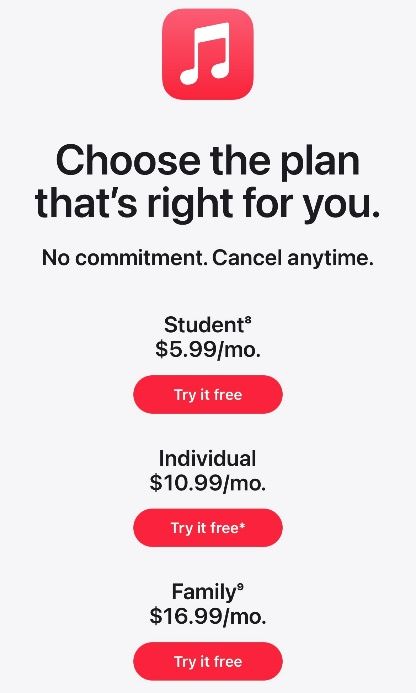 Choose the plan
that's right for you.
No commitment. Cancel anytime.
Student⁸
$5.99/mo.
Try it free
Individual
$10.99/mo.
Try it free*
Family⁹
$16.99/mo.
Try it free